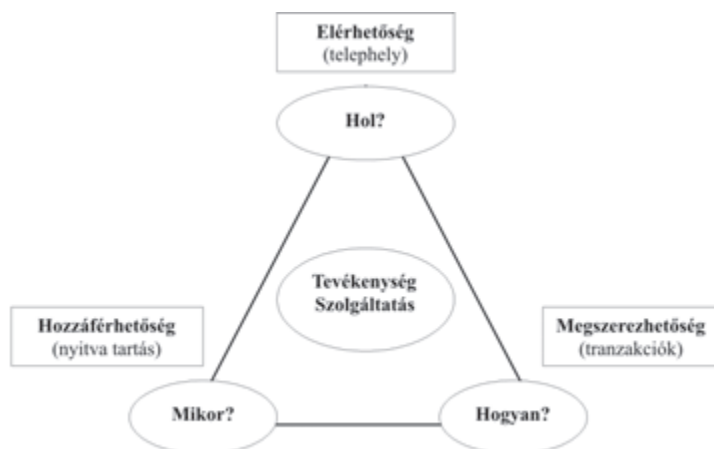 Elérhetőség
(telephely)
Hol?
Tevékenység
Szolgáltatás
Hozzáférhetőség
(nyitva tartás)
Megszerezhetőség
(tranzakciók)
Mikor?
Hogyan?